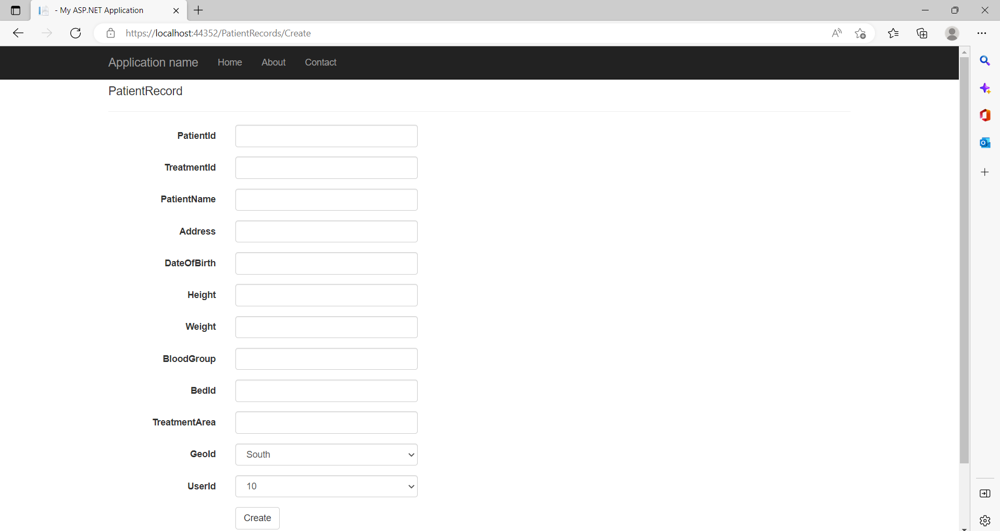 - My ASP.NET Application
https://localhost:44352/PatientRecords/Create
Application name Home About Contact
PatientRecord
PatientId
TreatmentId
PatientName
Address
DateOfBirth
Height
Weight
BloodGroup
BedId
TreatmentArea
GeoId South
UserId 10
Create